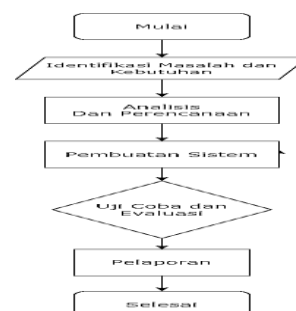 Mulai
Identifikasi Masalah dan
Kebutuhan
Analisis
Dan Perencanaan
Pembuatan Sistem
Uji Coba dan
Evaluasi
Pelaporan
Selesai